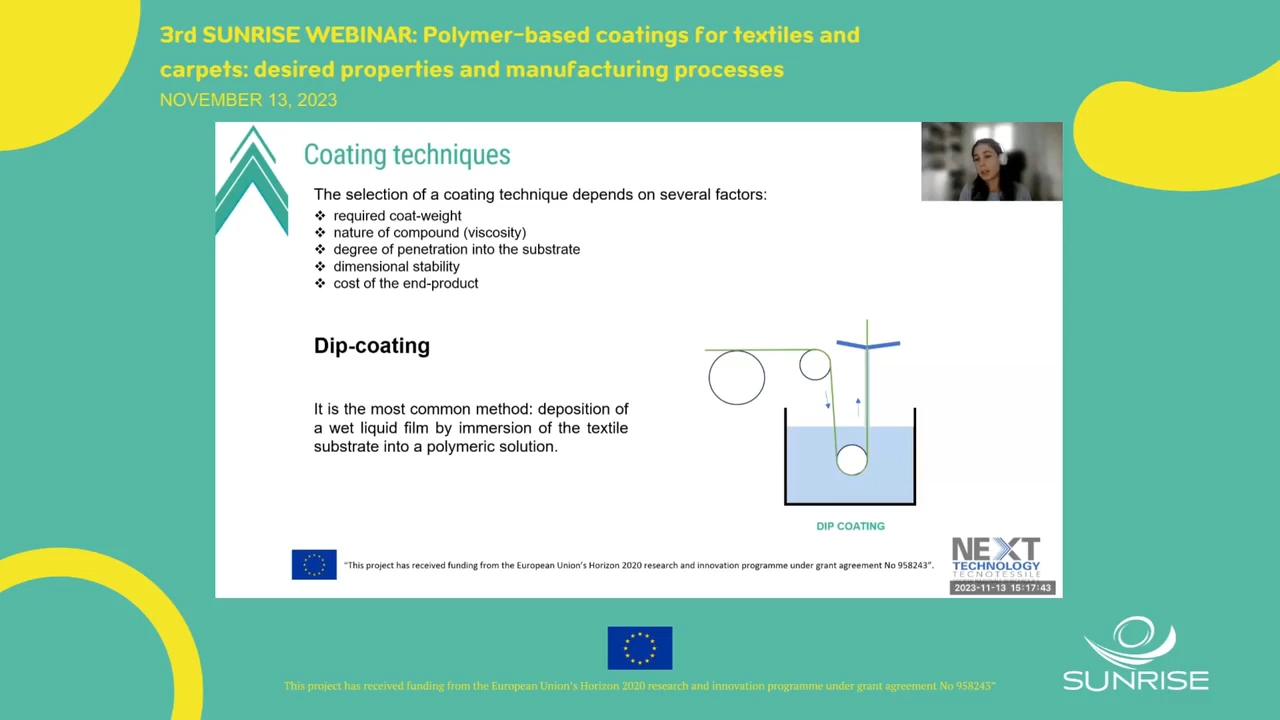 3rd SUNRISE WEBINAR: Polymer-based coatings for textiles and
carpets: desired properties and manufacturing processes
NOVEMBER 13, 2023
Coating techniques
The selection of a coating technique depends on several factors:
❖ required coat-weight
❖ nature of compound (viscosity)
❖ degree of penetration into the substrate
❖ dimensional stability
❖ cost of the end-product
Dip-coating
It is the most common method: deposition of
a wet liquid film by immersion of the textile
substrate into a polymeric solution.
DIP COATING
"This project has received funding from the European Union's Horizon 2020 research and innovation programme under grant agreement No 958243".
NEXT
TECHNOLOGY
TECNOTESSILE
2023-11-13 15:17:43
This project has received funding from the European Union's Horizon 2020 research and innovation programme under grant agreement No 958243"
SUNRISE